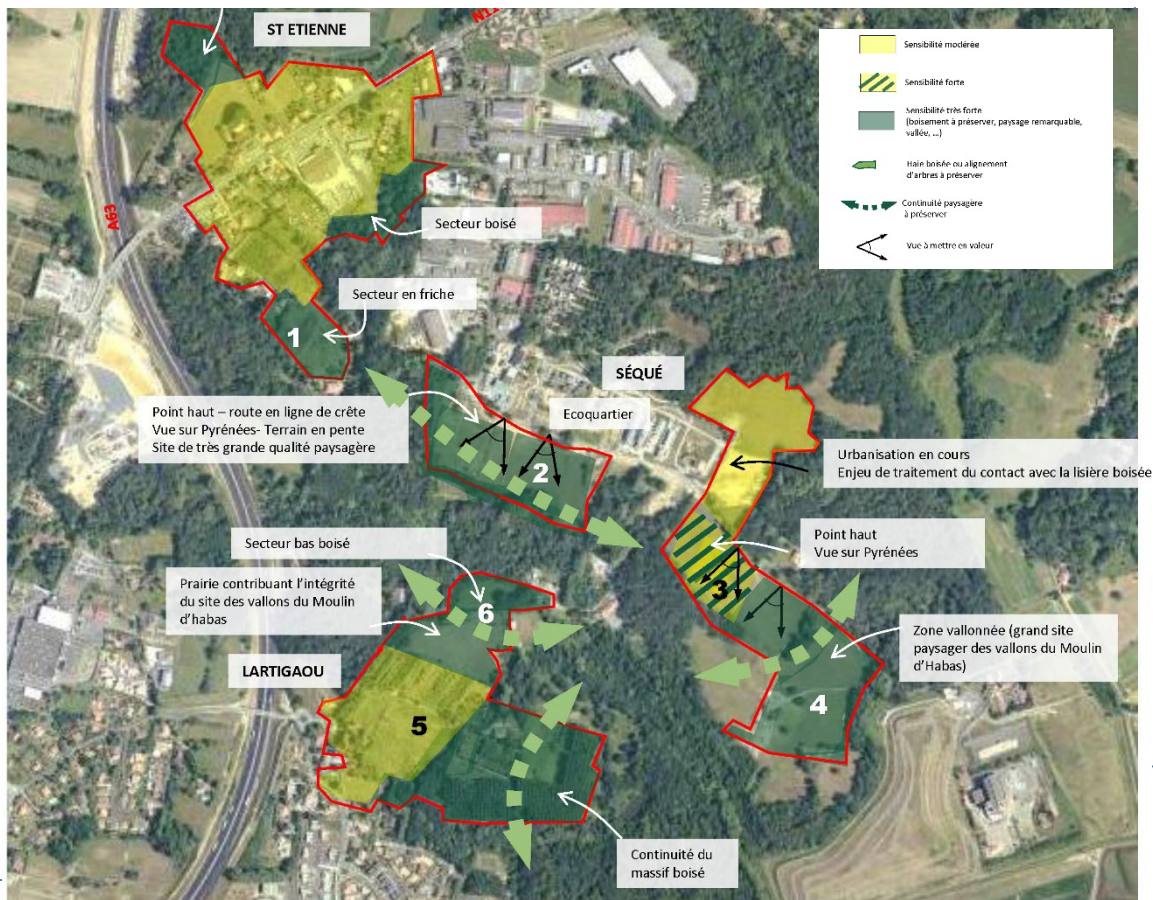 ST ETIENNE
N11
A63
Sensibilité modérée
Sensibilité forte
Sensibilité très forte
(boisement à préserver, paysage remarquable,
vallée, ...)
Haie boisée ou alignement
d'arbres à préserver
Continuité paysagère
à préserver
Vue à mettre en valeur
Secteur boisé
Secteur en friche
1
SÉQUÉ
Ecoquartier
Point haut – route en ligne de crête
Vue sur Pyrénées- Terrain en pente
Site de très grande qualité paysagère
2
Urbanisation en cours
Enjeu de traitement du contact avec la lisière boisée
Point haut
Vue sur Pyrénées
3
Secteur bas boisé
Prairie contribuant l'intégrité
du site des vallons du Moulin
d'habas
6
Zone vallonnée (grand site
paysager des vallons du Moulin
d'Habas)
4
LARTIGAOU
5
Continuité du
massif boisé